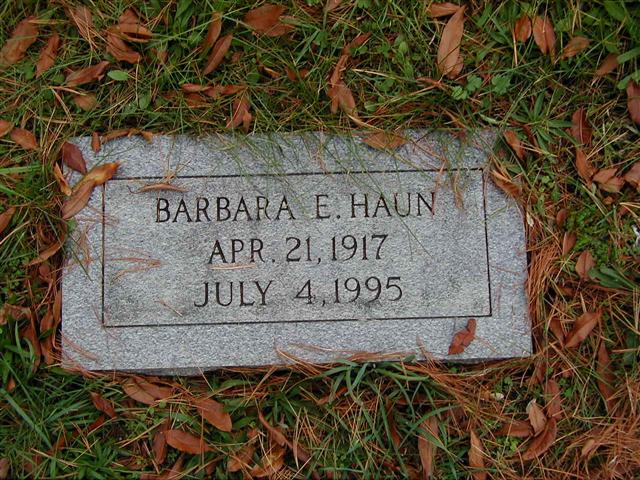 BARBARA E. HAUN
APR. 21, 1917
JULY 4, 1995